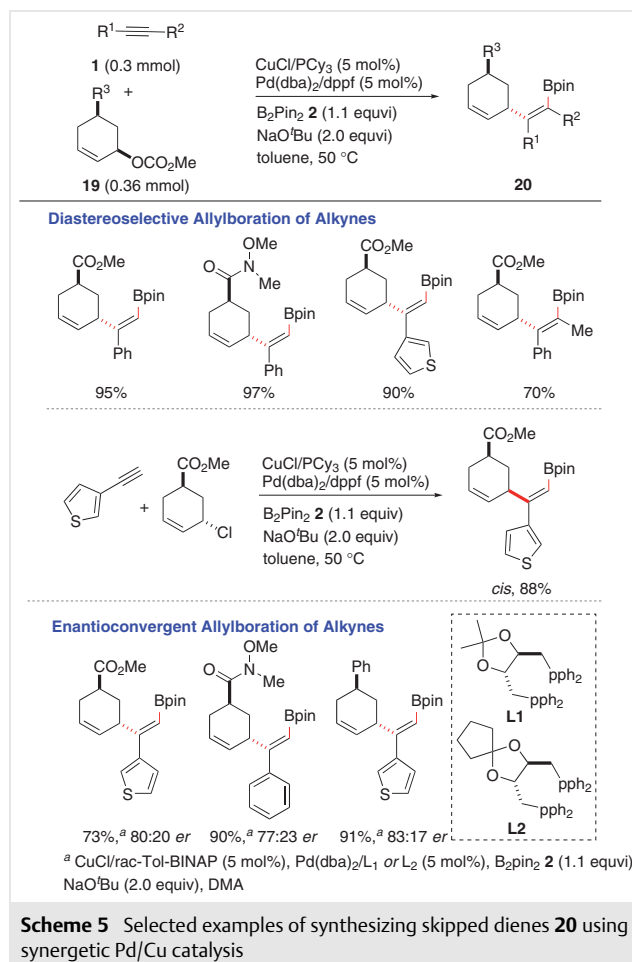 R1 R2
1 (0.3 mmol)
+
R3
OCO2Me
19 (0.36 mmol)
CuCl/PCy3 (5 mol%)
Pd(dba)2/dppf (5 mol%)
B2Pin2 2 (1.1 equvi)
NaOtBu (2.0 equvi)
toluene, 50 °C
R3
Bpin
R2
R1
20
Diastereoselective Allylboration of Alkynes
CO2Me
Bpin
Ph
95%
OMe
O N Me
Bpin
Ph
97%
CO2Me
Bpin
S
90%
CO2Me
Bpin
Me
Ph
70%
S
+
CO2Me
Cl
CuCl/PCy3 (5 mol%)
Pd(dba)2/dppf (5 mol%)
B2Pin2 2 (1.1 equiv)
NaOtBu (2.0 equiv)
toluene, 50 °C
CO2Me
Bpin
S
cis, 88%
Enantioconvergent Allylboration of Alkynes
CO2Me
Bpin
S
73%,a 80:20 er
OMe
O N Me
Bpin
90%,a 77:23 er
Ph
Bpin
S
91%,a 83:17 er
O
O
pph2
pph2
L1
O
O
pph2
pph2
L2
a CuCl/rac-Tol-BINAP (5 mol%), Pd(dba)2/L1 or L2 (5 mol%), B2pin2 2 (1.1 equvi)
NaOtBu (2.0 equiv), DMA
Scheme 5 Selected examples of synthesizing skipped dienes 20 using
synergetic Pd/Cu catalysis